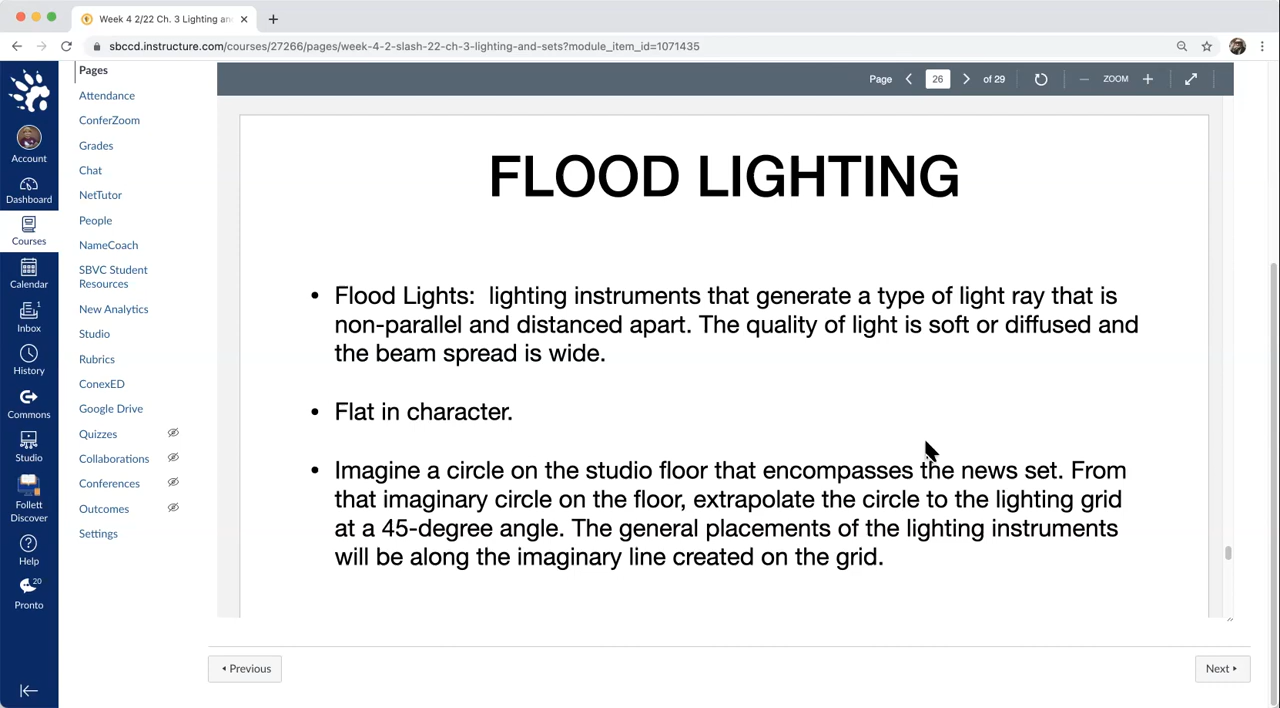 Week 4 2/22 Ch. 3 Lighting an
sbccd.instructure.com/courses/27266/pages/week-4-2-slash-22-ch-3-lighting-and-sets?module_item_id=1071435
Account
Dashboard
Courses
Calendar
1
Inbox
History
Commons
Studio
Follett
Discover
Help
20
Pronto
Pages
Attendance
ConferZoom
Grades
Chat
NetTutor
People
NameCoach
SBVC Student
Resources
New Analytics
Studio
Rubrics
ConexED
Google Drive
Quizzes
Collaborations
Conferences
Outcomes
Settings
Page 26 of 29 ZOOM
FLOOD LIGHTING
• Flood Lights: lighting instruments that generate a type of light ray that is
non-parallel and distanced apart. The quality of light is soft or diffused and
the beam spread is wide.
• Flat in character.
• Imagine a circle on the studio floor that encompasses the news set. From
that imaginary circle on the floor, extrapolate the circle to the lighting grid
at a 45-degree angle. The general placements of the lighting instruments
will be along the imaginary line created on the grid.
Previous
Next